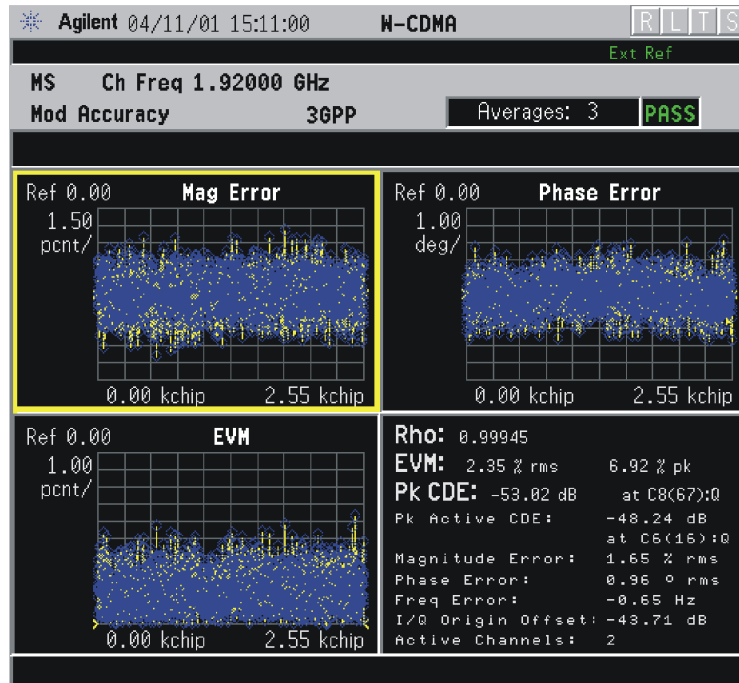 Agilent 04/11/01 15:11:00 W-CDMA R L T S
Ext Ref
MS Ch Freq 1.92000 GHz
Mod Accuracy 3GPP Averages: 3 PASS
Ref 0.00 Mag Error
1.50
pcnt/
0.00 kchip 2.55 kchip
Ref 0.00 Phase Error
1.00
deg/
0.00 kchip 2.55 kchip
Ref 0.00 EVM
1.00
pcnt/
0.00 kchip 2.55 kchip
Rho: 0.99945
EVM: 2.35 % rms 6.92 % pk
Pk CDE: -53.02 dB at C8(67):Q
Pk Active CDE: -48.24 dB
at C6(16):Q
Magnitude Error: 1.65 % rms
Phase Error: 0.96 º rms
Freq Error: -0.65 Hz
I/Q Origin Offset: -43.71 dB
Active Channels: 2